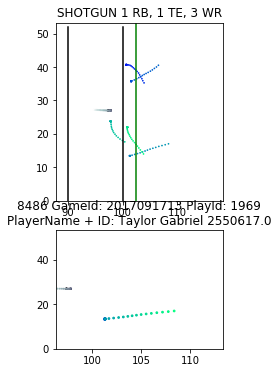 SHOTGUN 1 RB, 1 TE, 3 WR
50
40
30
20
10
0
90 100 110
8486 GameId: 2017091713 PlayId: 1969
PlayerName + ID: Taylor Gabriel 2550617.0
40
20
0
100 105 110